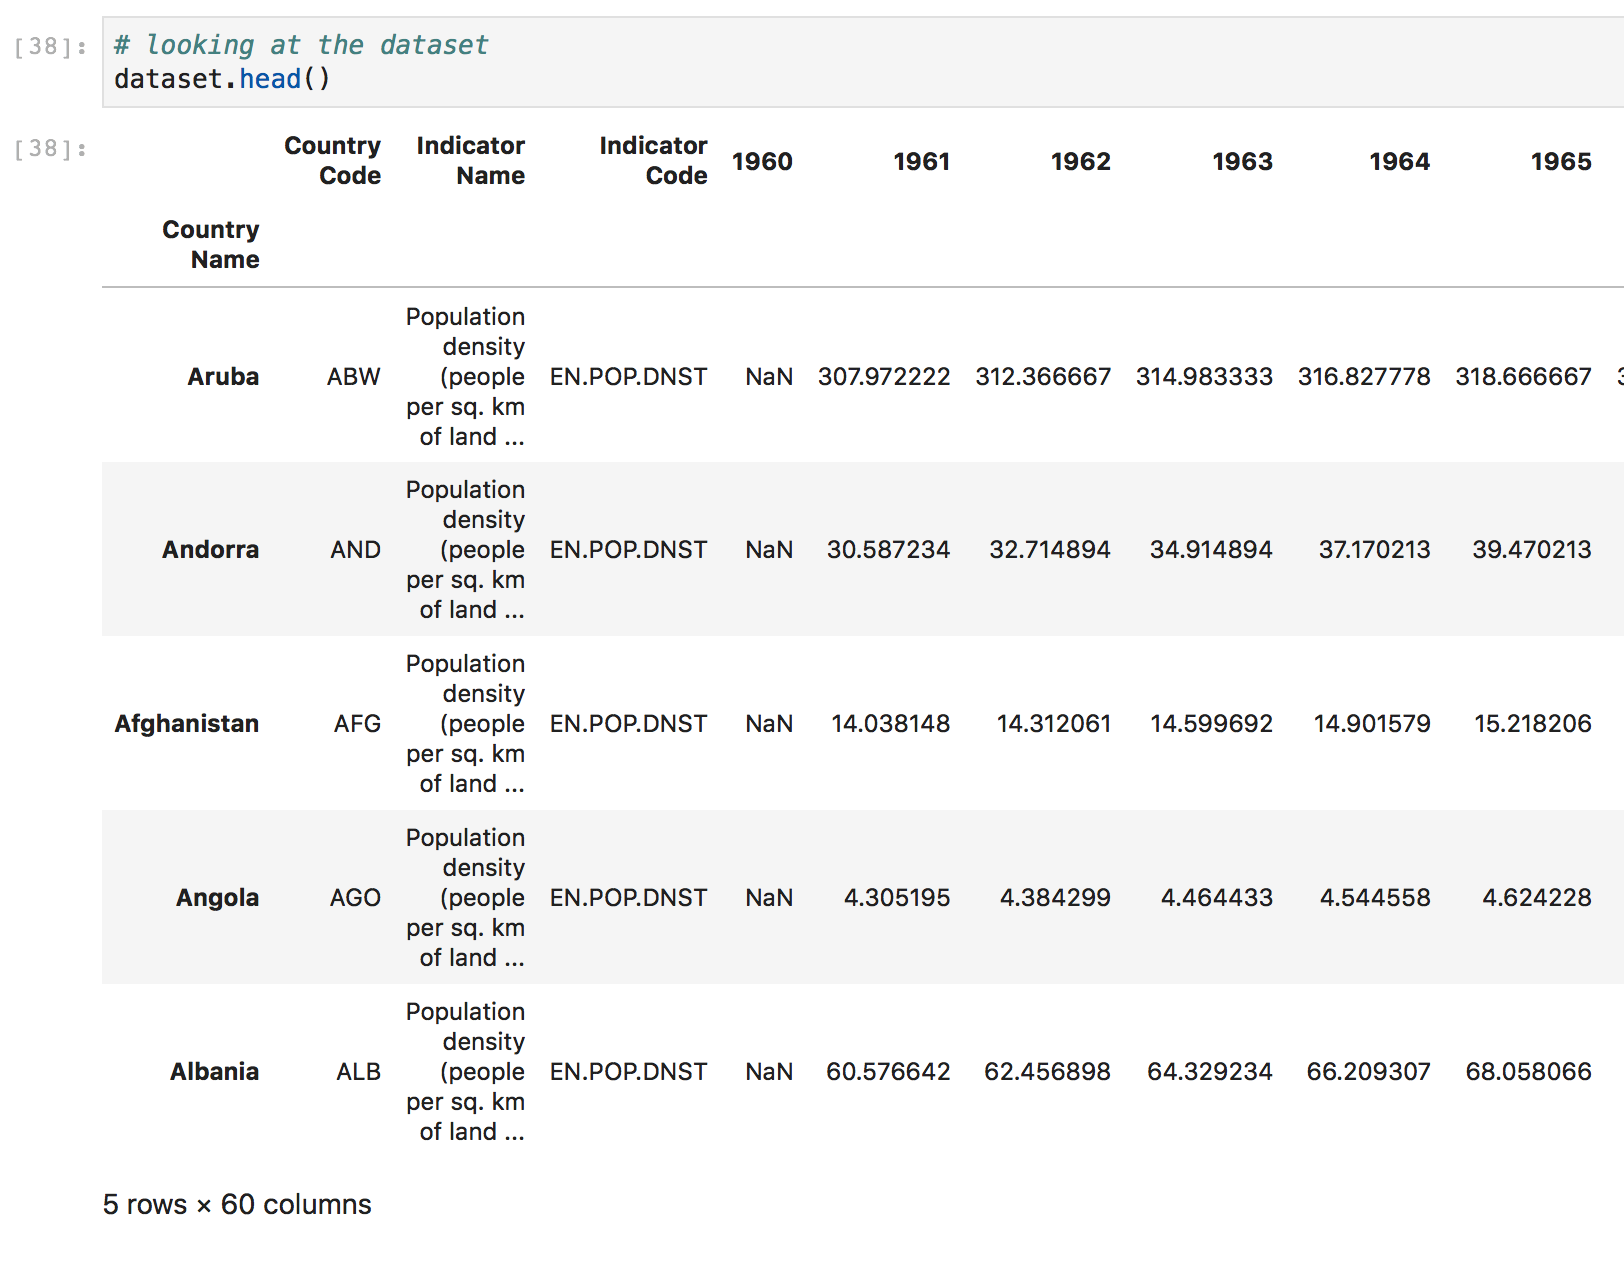 [38]: # looking at the dataset
dataset.head()
[38]:
Country Code Indicator Name Indicator Code 1960 1961 1962 1963 1964 1965
Country Name
Aruba ABW Population density (people per sq. km of land ... EN.POP.DNST NaN 307.972222 312.366667 314.983333 316.827778 318.666667
Andorra AND Population density (people per sq. km of land ... EN.POP.DNST NaN 30.587234 32.714894 34.914894 37.170213 39.470213
Afghanistan AFG Population density (people per sq. km of land ... EN.POP.DNST NaN 14.038148 14.312061 14.599692 14.901579 15.218206
Angola AGO Population density (people per sq. km of land ... EN.POP.DNST NaN 4.305195 4.384299 4.464433 4.544558 4.624228
Albania ALB Population density (people per sq. km of land ... EN.POP.DNST NaN 60.576642 62.456898 64.329234 66.209307 68.058066
5 rows × 60 columns